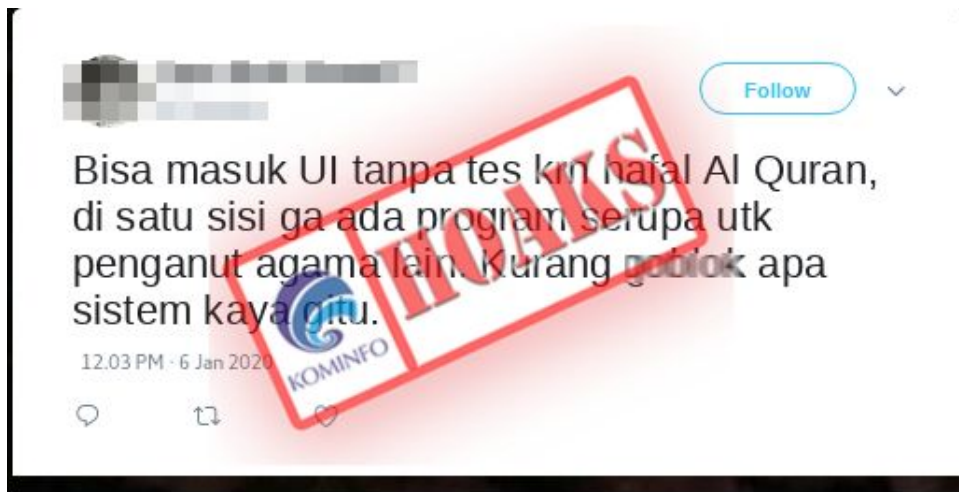 Follow
Bisa masuk UI tanpa tes krn hafal Al Quran,
di satu sisi ga ada program serupa utk
penganut agama lain. Kurang goblok apa
sistem kaya gitu.
12.03 PM · 6 Jan 2020
HOAKS
KOMINFO